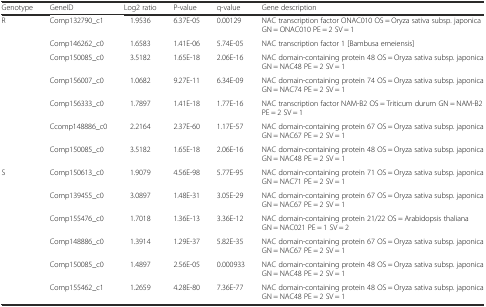 Genotype GeneID Log2 ratio P-value q-value Gene description
R Comp132790_c1 1.9536 6.37E-05 0.00129 NAC transcription factor ONAC010 OS = Oryza sativa subsp. japonica
GN = ONAC010 PE = 2 SV = 1
Comp146262_c0 1.6583 1.41E-06 5.74E-05 NAC transcription factor 1 [Bambusa emeiensis]
Comp150085_c0 3.5182 1.65E-18 2.06E-16 NAC domain-containing protein 48 OS = Oryza sativa subsp. japonica
GN = NAC48 PE = 2 SV = 1
Comp156007_c0 1.0682 9.27E-11 6.34E-09 NAC domain-containing protein 74 OS = Oryza sativa subsp. japonica
GN = NAC74 PE = 2 SV = 1
Comp156333_c0 1.7897 1.41E-18 1.77E-16 NAC transcription factor NAM-B2 OS = Triticum durum GN = NAM-B2
PE = 2 SV = 1
Ccomp148886_c0 2.2164 2.37E-60 1.17E-57 NAC domain-containing protein 67 OS = Oryza sativa subsp. japonica
GN = NAC67 PE = 2 SV = 1
Comp150085_c0 3.5182 1.65E-18 2.06E-16 NAC domain-containing protein 48 OS = Oryza sativa subsp. japonica
GN = NAC48 PE = 2 SV = 1
S Comp150613_c0 1.9079 4.56E-98 5.77E-95 NAC domain-containing protein 71 OS = Oryza sativa subsp. japonica
GN = NAC71 PE = 2 SV = 1
Comp139455_c0 3.0897 1.48E-31 3.05E-29 NAC domain-containing protein 67 OS = Oryza sativa subsp. japonica
GN = NAC67 PE = 2 SV = 1
Comp155476_c0 1.7018 1.36E-13 3.36E-12 NAC domain-containing protein 21/22 OS = Arabidopsis thaliana
GN = NAC021 PE = 1 SV = 2
Comp148886_c0 1.3914 1.29E-37 5.82E-35 NAC domain-containing protein 67 OS = Oryza sativa subsp. japonica
GN = NAC67 PE = 2 SV = 1
Comp150085_c0 1.4897 2.56E-05 0.000933 NAC domain-containing protein 48 OS = Oryza sativa subsp. japonica
GN = NAC48 PE = 2 SV = 1
Comp155462_c1 1.2659 4.28E-80 7.36E-77 NAC domain-containing protein 48 OS = Oryza sativa subsp. japonica
GN = NAC48 PE = 2 SV = 1